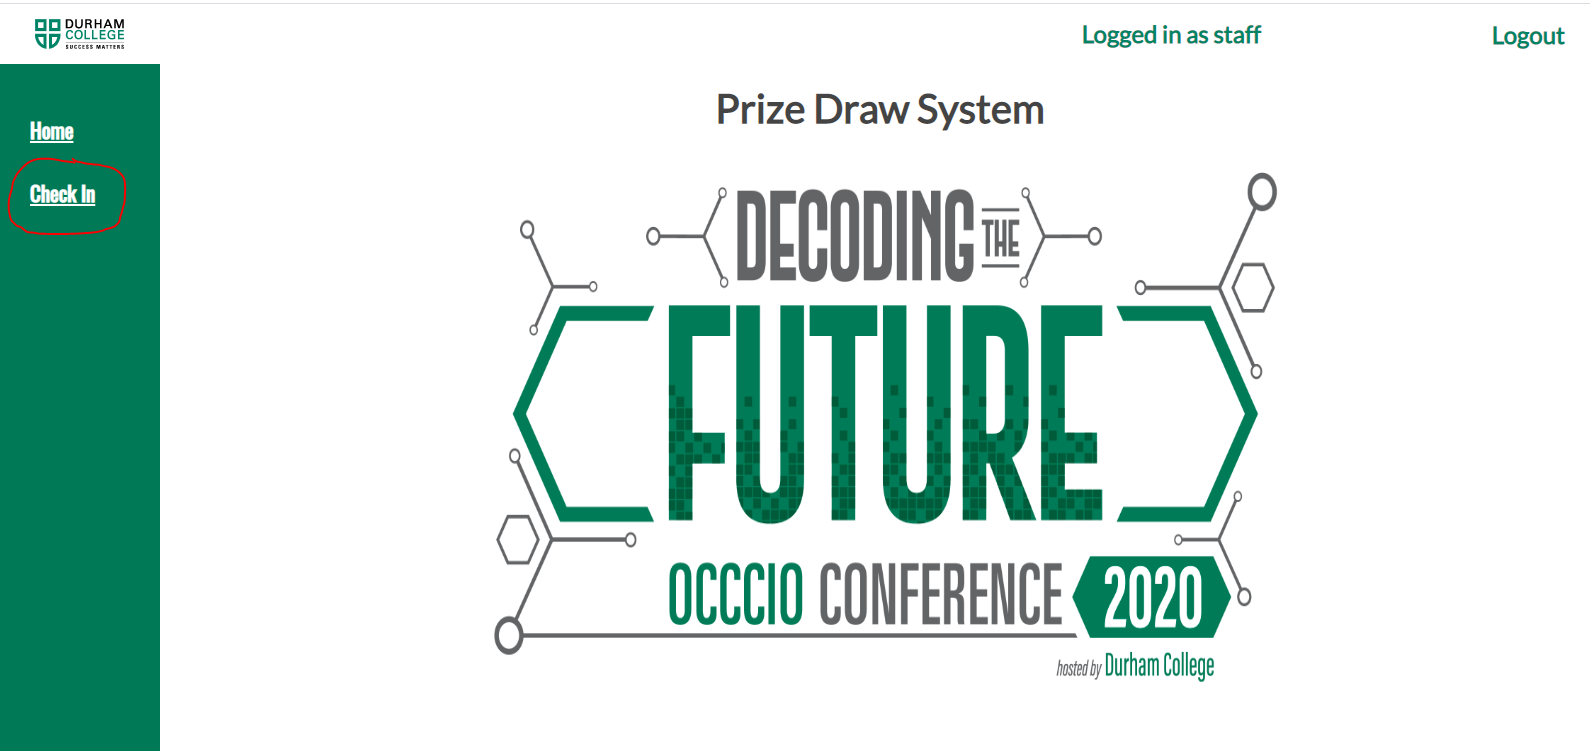 DURHAM
COLLEGE
SUCCESS MATTERS
Logged in as staff
Logout
Home
Check In
Prize Draw System
DECODING THE
FUTURE
OCCCIO CONFERENCE 2020
hosted by Durham College